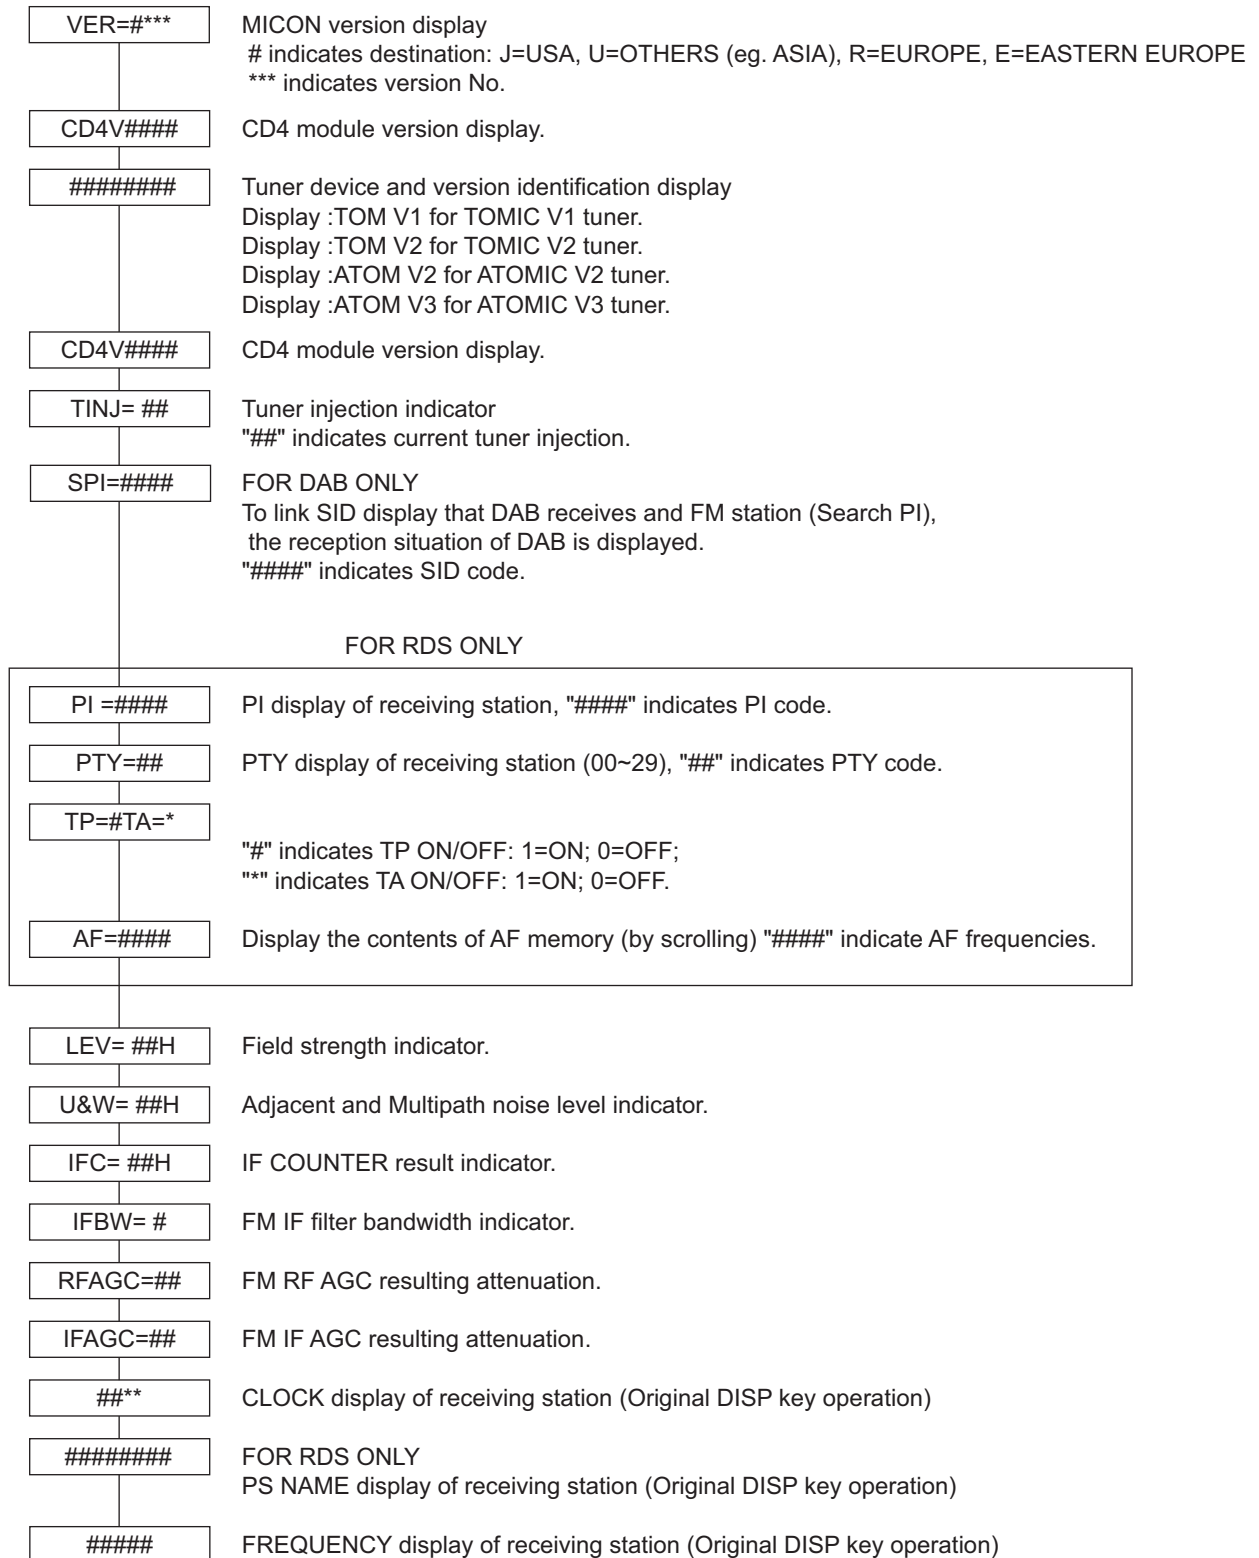 VER=#*** MICON version display
# indicates destination: J=USA, U=OTHERS (eg. ASIA), R=EUROPE, E=EASTERN EUROPE
*** indicates version No.
CD4V#### CD4 module version display.
######## Tuner device and version identification display
Display :TOM V1 for TOMIC V1 tuner.
Display :TOM V2 for TOMIC V2 tuner.
Display :ATOM V2 for ATOMIC V2 tuner.
Display :ATOM V3 for ATOMIC V3 tuner.
CD4V#### CD4 module version display.
TINJ= ## Tuner injection indicator
"##" indicates current tuner injection.
SPI=#### FOR DAB ONLY
To link SID display that DAB receives and FM station (Search PI),
the reception situation of DAB is displayed.
"####" indicates SID code.
FOR RDS ONLY
PI =#### PI display of receiving station, "####" indicates PI code.
PTY=## PTY display of receiving station (00~29), "##" indicates PTY code.
TP=#TA=*
"#" indicates TP ON/OFF: 1=ON; 0=OFF;
"*" indicates TA ON/OFF: 1=ON; 0=OFF.
AF=#### Display the contents of AF memory (by scrolling) "####" indicate AF frequencies.
LEV= ##H Field strength indicator.
U&W= ##H Adjacent and Multipath noise level indicator.
IFC= ##H IF COUNTER result indicator.
IFBW= # FM IF filter bandwidth indicator.
RFAGC=## FM RF AGC resulting attenuation.
IFAGC=## FM IF AGC resulting attenuation.
##** CLOCK display of receiving station (Original DISP key operation)
######## FOR RDS ONLY
PS NAME display of receiving station (Original DISP key operation)
##### FREQUENCY display of receiving station (Original DISP key operation)